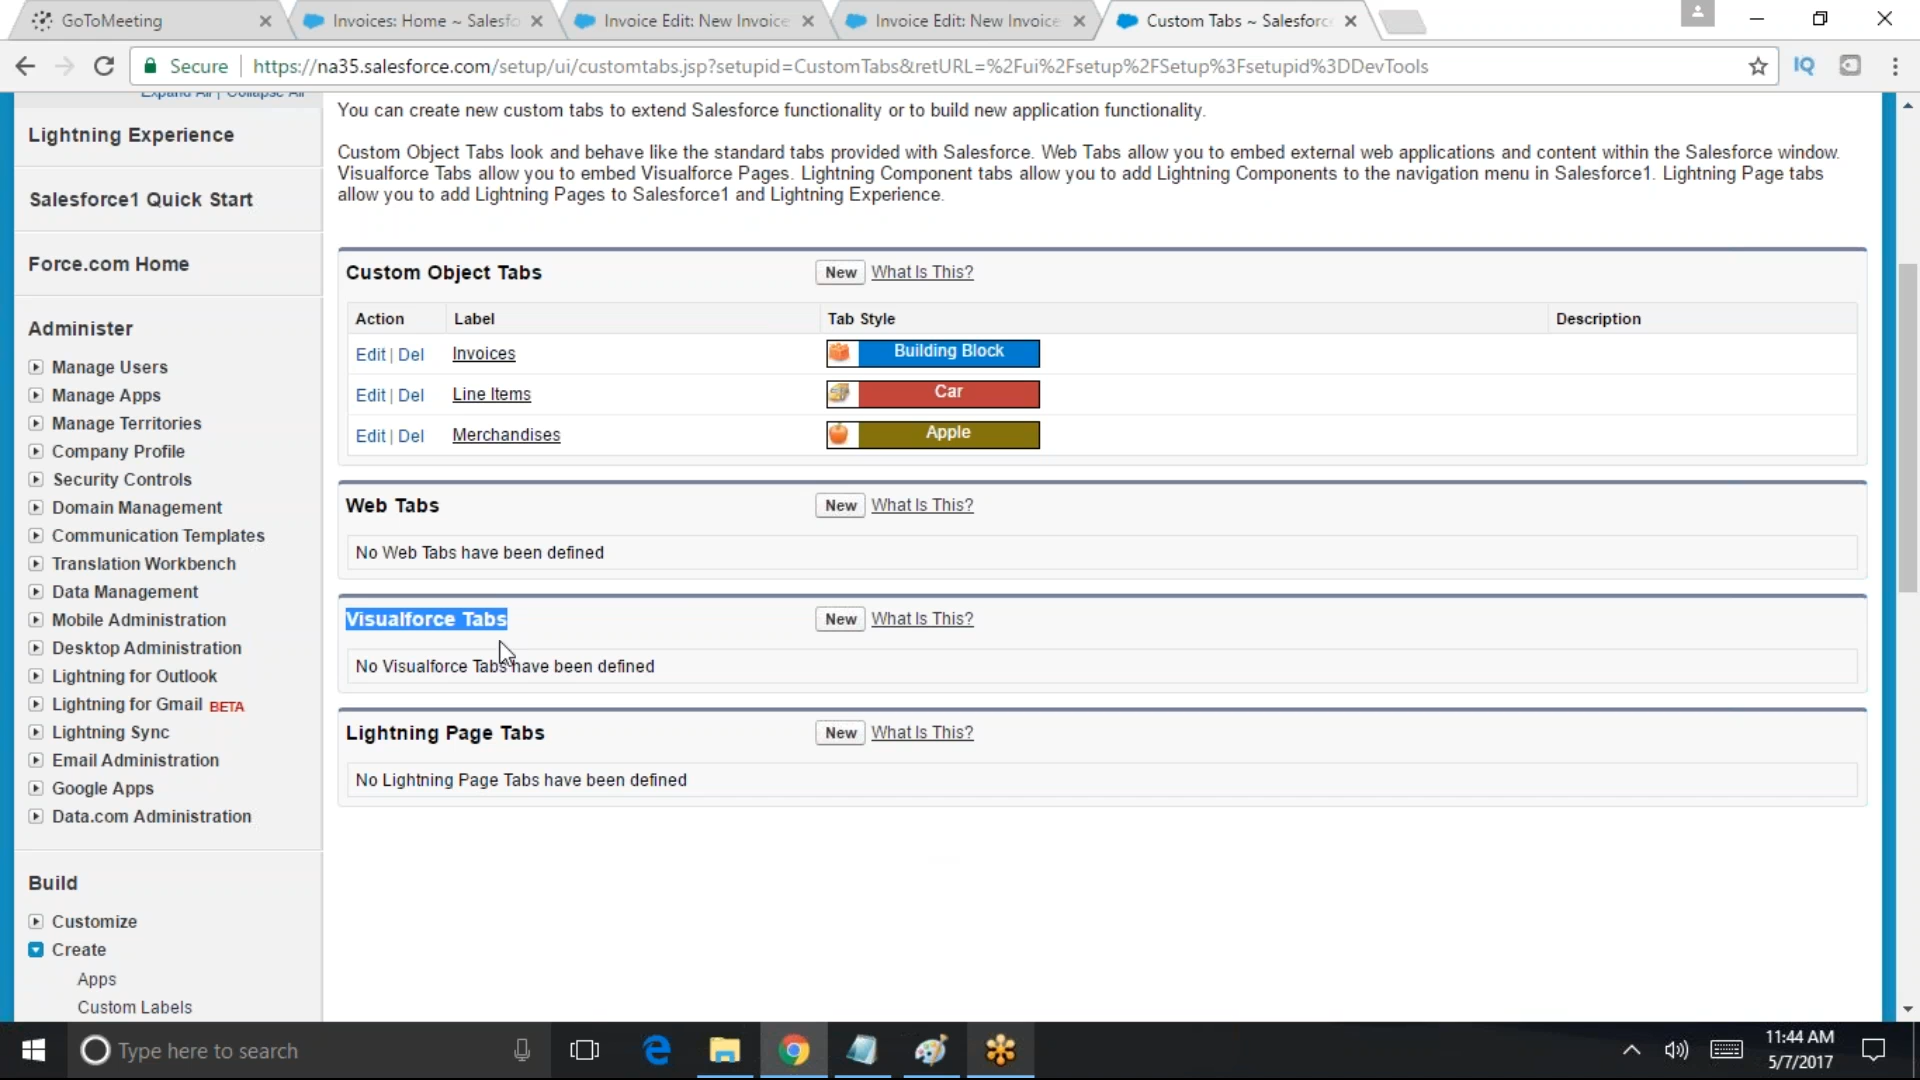 GoToMeeting
Invoices: Home ~ Salesfo
Invoice Edit: New Invoice
Invoice Edit: New Invoice
Custom Tabs ~ Salesforc
Secure
https://na35.salesforce.com/setup/ui/customtabs.jsp?setupid=CustomTabs&retURL=%2Fui%2Fsetup%2FSetup%3Fsetupid%3DDevTools
IQ
Expand All | Collapse All
Lightning Experience
Salesforce1 Quick Start
Force.com Home
Administer
Manage Users
Manage Apps
Manage Territories
Company Profile
Security Controls
Domain Management
Communication Templates
Translation Workbench
Data Management
Mobile Administration
Desktop Administration
Lightning for Outlook
Lightning for Gmail BETA
Lightning Sync
Email Administration
Google Apps
Data.com Administration
Build
Customize
Create
Apps
Custom Labels
You can create new custom tabs to extend Salesforce functionality or to build new application functionality.
Custom Object Tabs look and behave like the standard tabs provided with Salesforce. Web Tabs allow you to embed external web applications and content within the Salesforce window.
Visualforce Tabs allow you to embed Visualforce Pages. Lightning Component tabs allow you to add Lightning Components to the navigation menu in Salesforce1. Lightning Page tabs
allow you to add Lightning Pages to Salesforce1 and Lightning Experience.
Custom Object Tabs New What Is This?
Action Label Tab Style Description
Edit | Del Invoices Building Block
Edit | Del Line Items Car
Edit | Del Merchandises Apple
Web Tabs New What Is This?
No Web Tabs have been defined
Visualforce Tabs New What Is This?
No Visualforce Tabs have been defined
Lightning Page Tabs New What Is This?
No Lightning Page Tabs have been defined
Type here to search
11:44 AM
5/7/2017